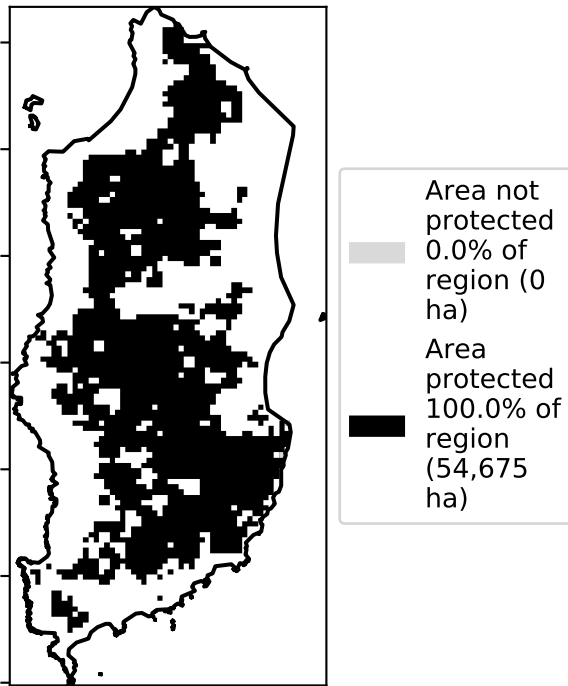 Area not
protected
0.0% of
region (0
ha)
Area
protected
100.0% of
region
(54,675
ha)